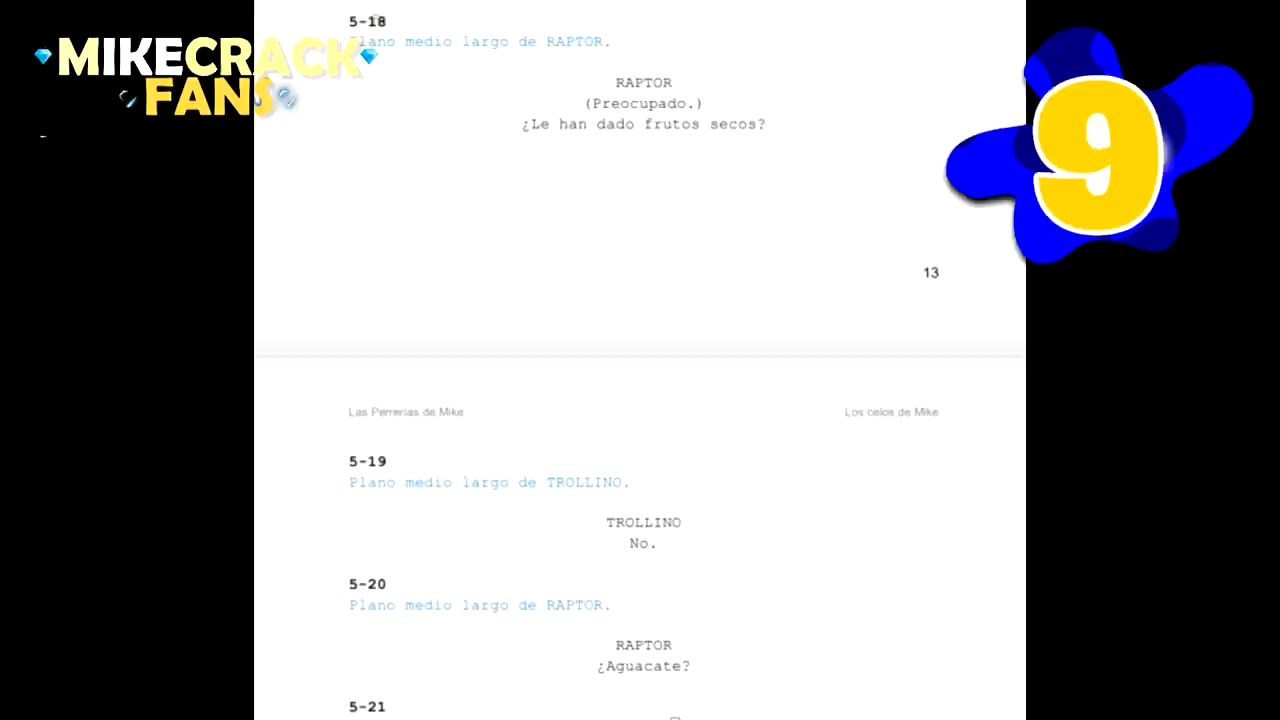 5-18
Plano medio largo de RAPTOR.
MIKECRACK
FANS
9
RAPTOR
(Preocupado.)
¿Le han dado frutos secos?
13
Las Perrerias de Mike
Los celos de Mike
5-19
Plano medio largo de TROLLINO.
TROLLINO
No.
5-20
Plano medio largo de RAPTOR.
RAPTOR
¿Aguacate?
5-21